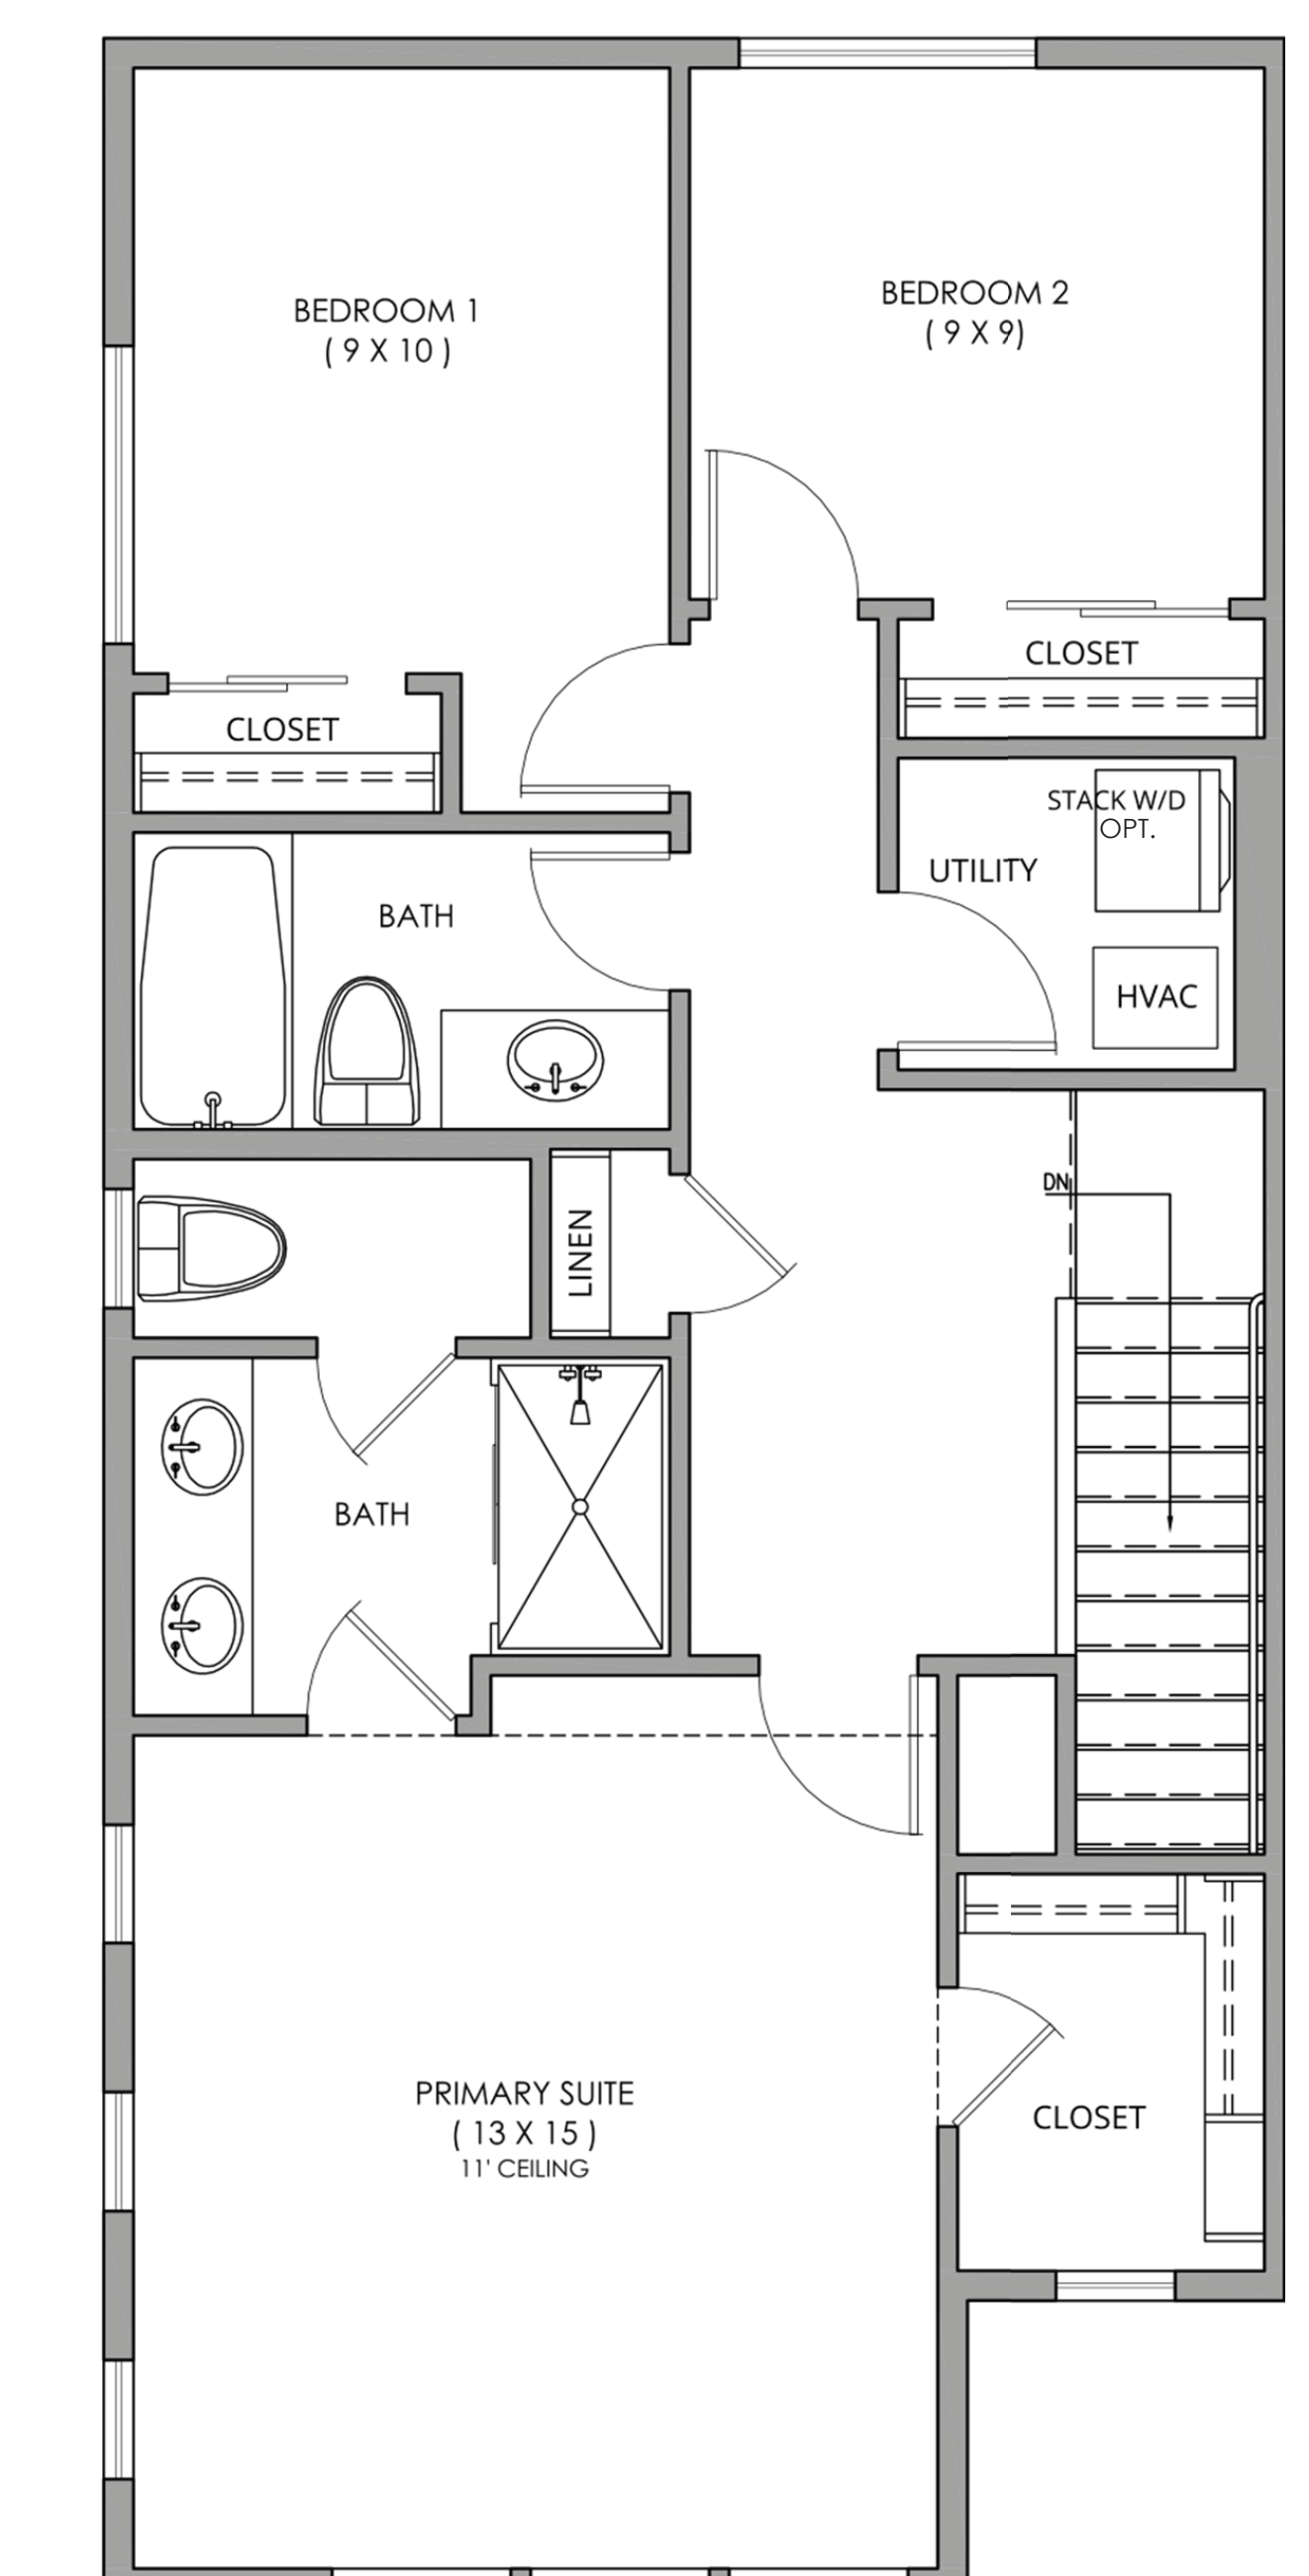 BEDROOM 1
( 9 X 10 )
BEDROOM 2
( 9 X 9)
CLOSET
CLOSET
STACK W/D
OPT.
UTILITY
BATH
HVAC
DN
LINEN
BATH
PRIMARY SUITE
( 13 X 15 )
11' CEILING
CLOSET